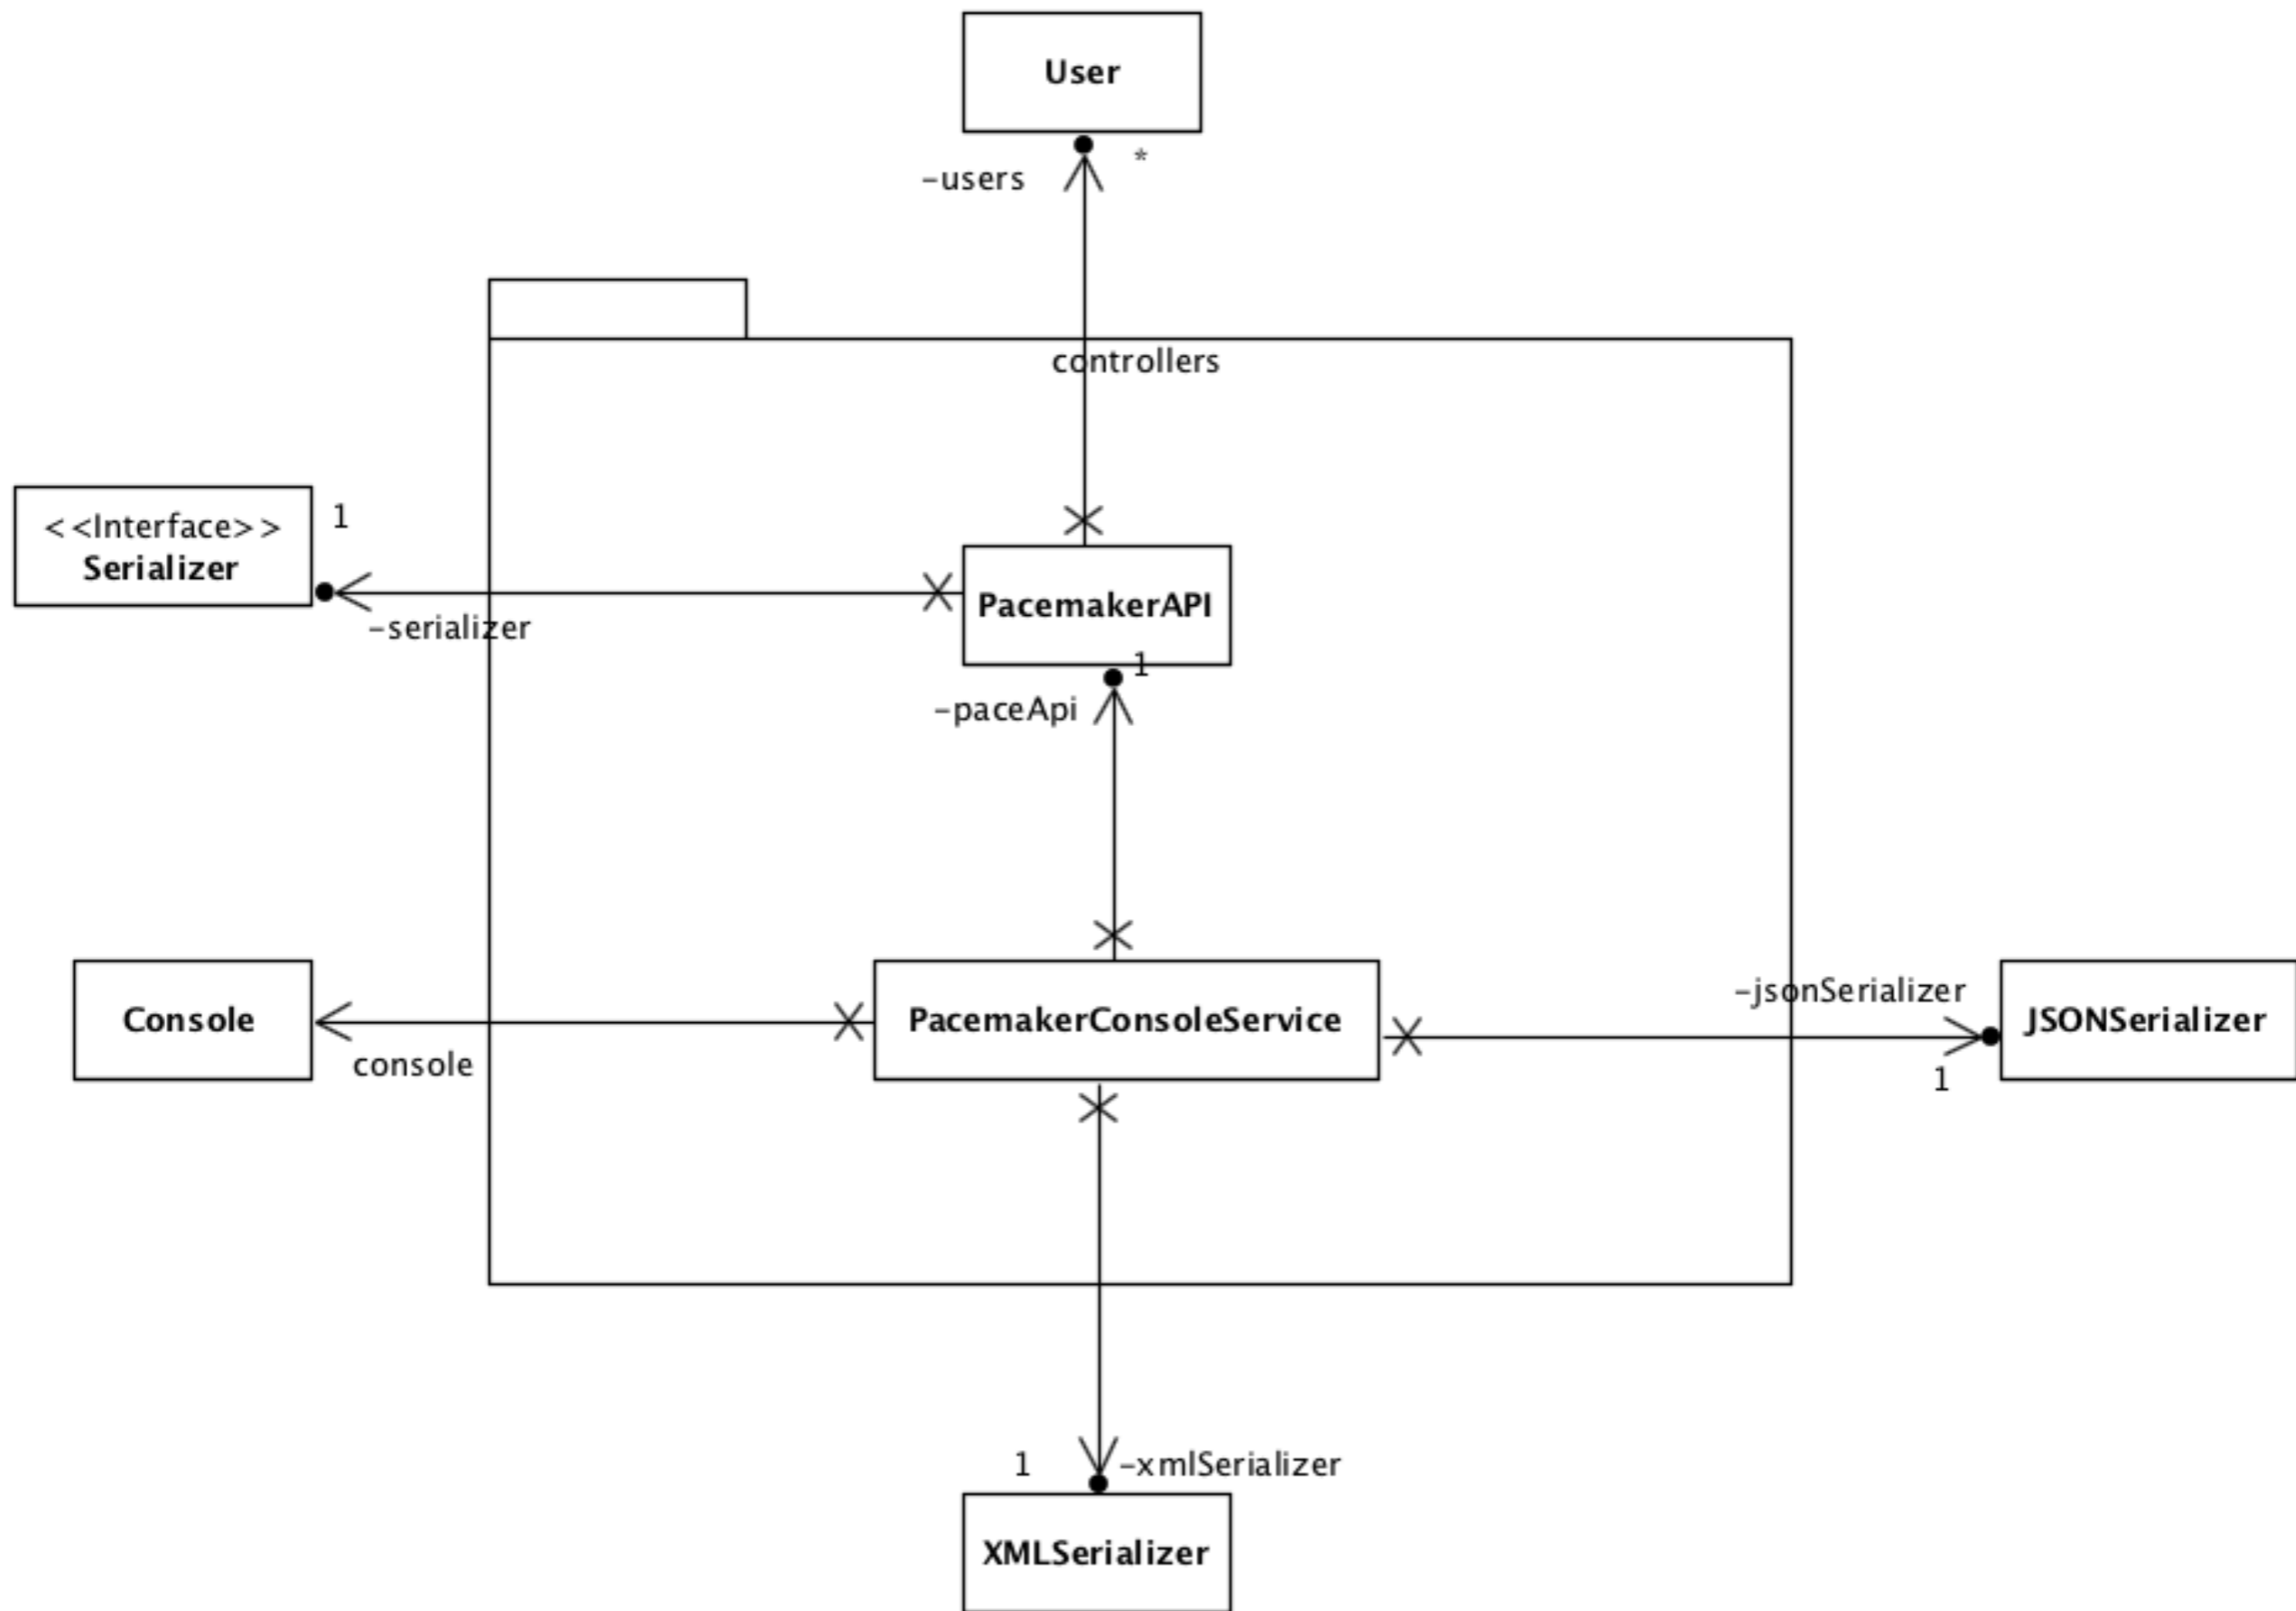 User
*
-users
controllers
<<Interface>>
Serializer
1
-serializer
PacemakerAPI
1
-paceApi
Console
console
PacemakerConsoleService
-jsonSerializer
JSONSerializer
1
1
-xmlSerializer
XMLSerializer